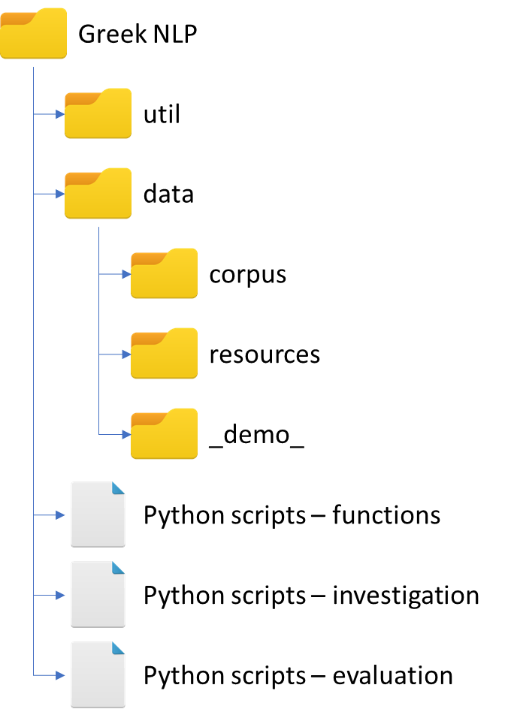 Greek NLP
util
data
corpus
resources
_demo_
Python scripts – functions
Python scripts – investigation
Python scripts – evaluation